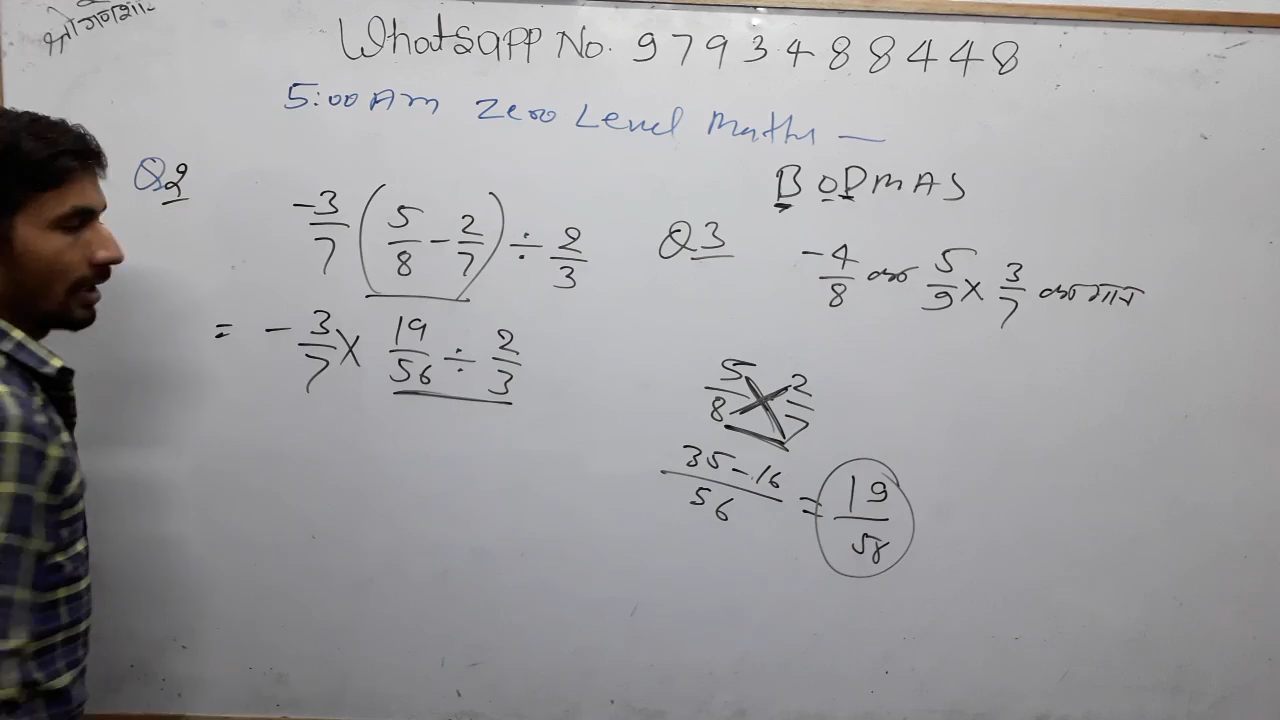 श्री गणेशाय
Whatsapp No. 9793488448
5:00 Am Zero Level Maths —
BODMAS
Q2
-3/7 (5/8 - 2/7) ÷ 2/3
= - 3/7 × 19/56 ÷ 2/3
Q3
-4/8 का 5/9 × 3/7 का मान
5/8 2/7
35-16/56 = 19/58